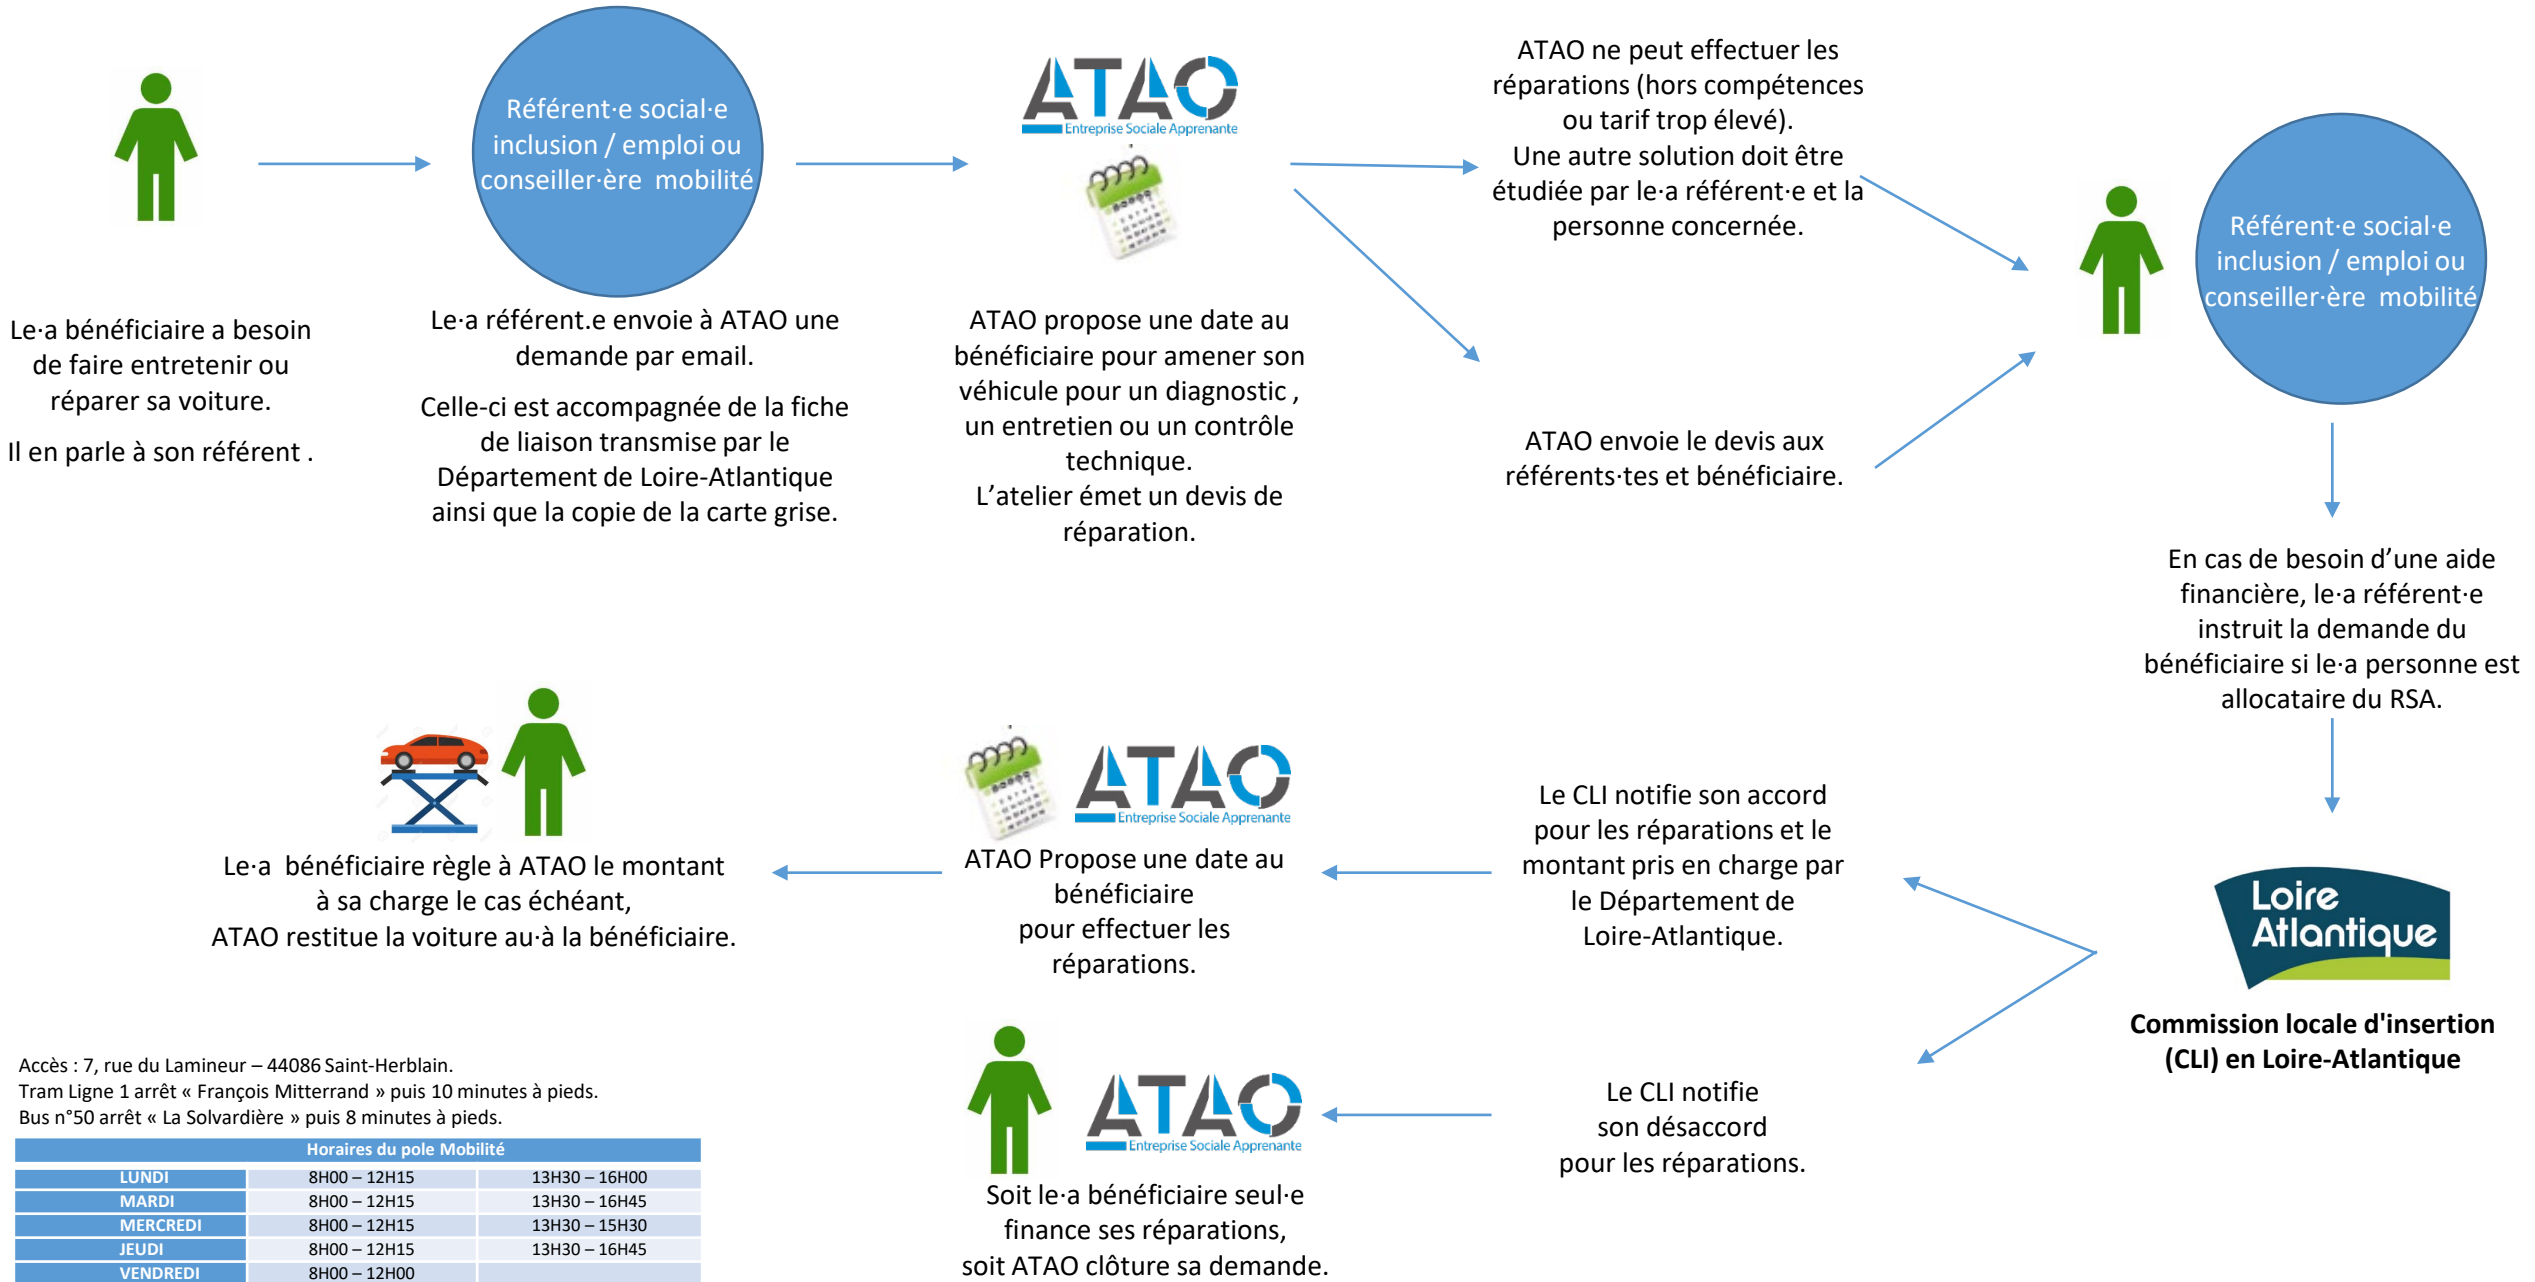 Référent·e social·e
inclusion / emploi ou
conseiller·ère  mobilité
Le·a bénéficiaire a besoin
de faire entretenir ou
réparer sa voiture.
Il en parle à son référent .
Le·a référent.e envoie à ATAO une
demande par email.
Celle-ci est accompagnée de la fiche
de liaison transmise par le
Département de Loire-Atlantique
ainsi que la copie de la carte grise.
ATAO
Entreprise Sociale Apprenante
ATAO propose une date au
bénéficiaire pour amener son
véhicule pour un diagnostic ,
un entretien ou un contrôle
technique.
L’atelier émet un devis de
réparation.
ATAO ne peut effectuer les
réparations (hors compétences
ou tarif trop élevé).
Une autre solution doit être
étudiée par le·a référent·e et la
personne concernée.
ATAO envoie le devis aux
référents·tes et bénéficiaire.
Référent·e social·e
inclusion / emploi ou
conseiller·ère  mobilité
En cas de besoin d’une aide
financière, le·a référent·e
instruit la demande du
bénéficiaire si le·a personne est
allocataire du RSA.
Loire
Atlantique
Commission locale d'insertion
(CLI) en Loire-Atlantique
Le CLI notifie son accord
pour les réparations et le
montant pris en charge par
le Département de
Loire-Atlantique.
ATAO
Entreprise Sociale Apprenante
ATAO Propose une date au
bénéficiaire
pour effectuer les
réparations.
Le·a  bénéficiaire règle à ATAO le montant
à sa charge le cas échéant,
ATAO restitue la voiture au·à la bénéficiaire.
Le CLI notifie
son désaccord
pour les réparations.
ATAO
Entreprise Sociale Apprenante
Soit le·a bénéficiaire seul·e
finance ses réparations,
soit ATAO clôture sa demande.
Accès : 7, rue du Lamineur – 44086 Saint-Herblain.
Tram Ligne 1 arrêt « François Mitterrand » puis 10 minutes à pieds.
Bus n°50 arrêt « La Solvardière » puis 8 minutes à pieds.
Horaires du pole Mobilité
LUNDI 8H00 – 12H15 13H30 – 16H00
MARDI 8H00 – 12H15 13H30 – 16H45
MERCREDI 8H00 – 12H15 13H30 – 15H30
JEUDI 8H00 – 12H15 13H30 – 16H45
VENDREDI 8H00 – 12H00